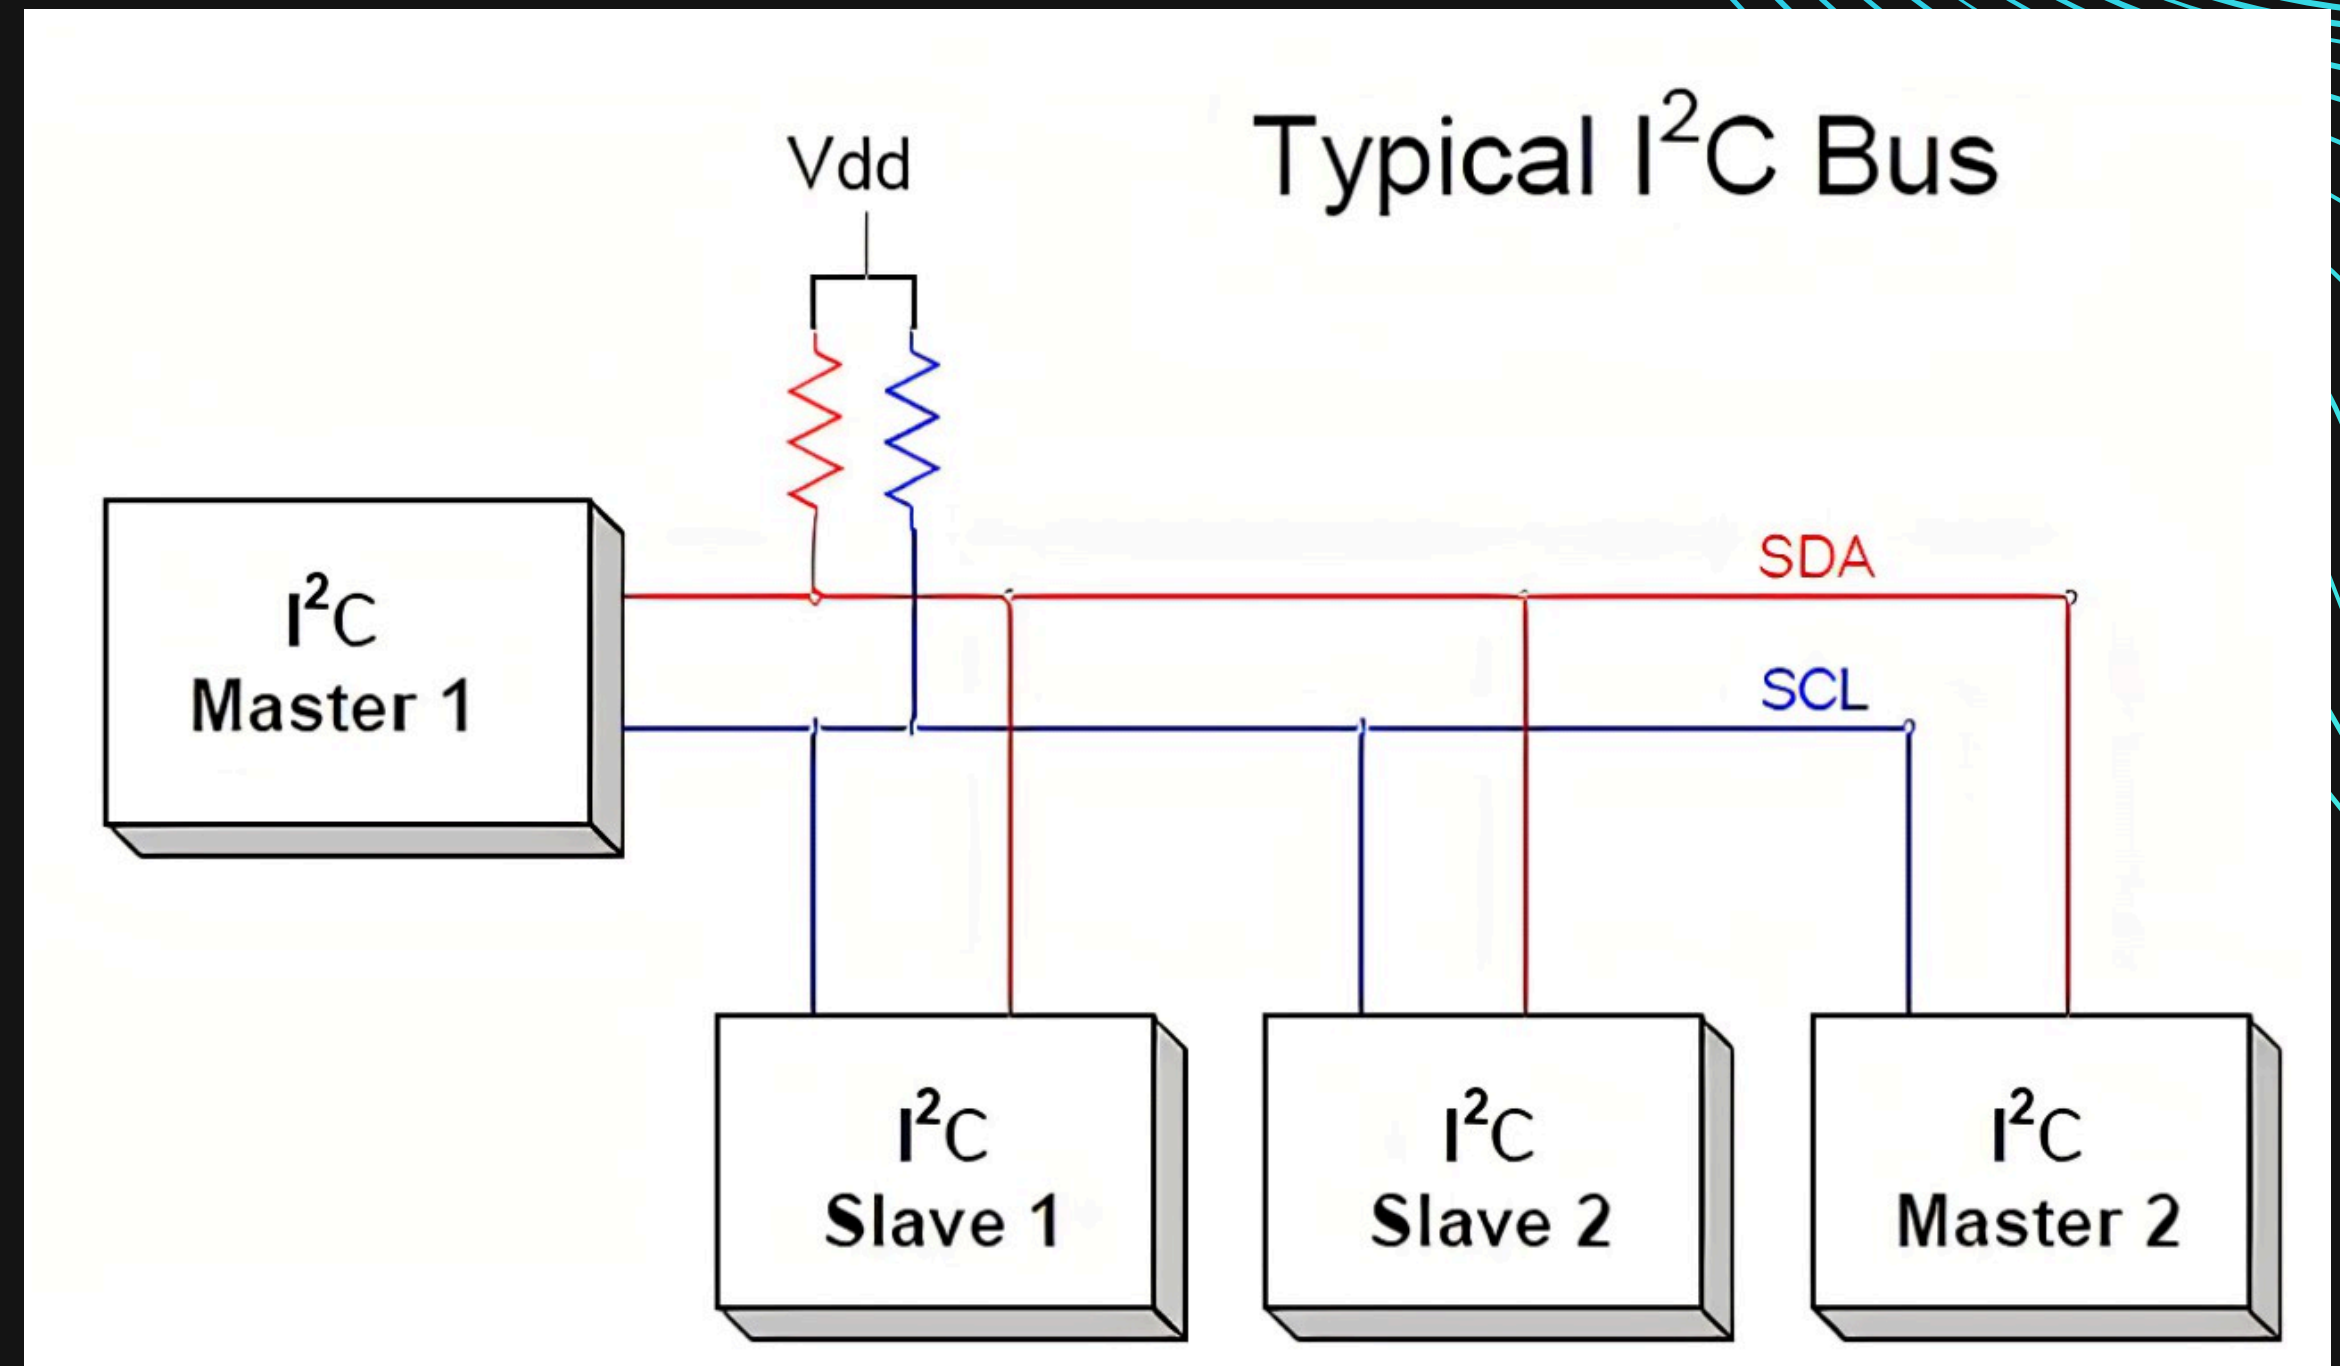 Typical I²C Bus
Vdd
SDA
SCL
I²C
Master 1
I²C
Slave 1
I²C
Slave 2
I²C
Master 2